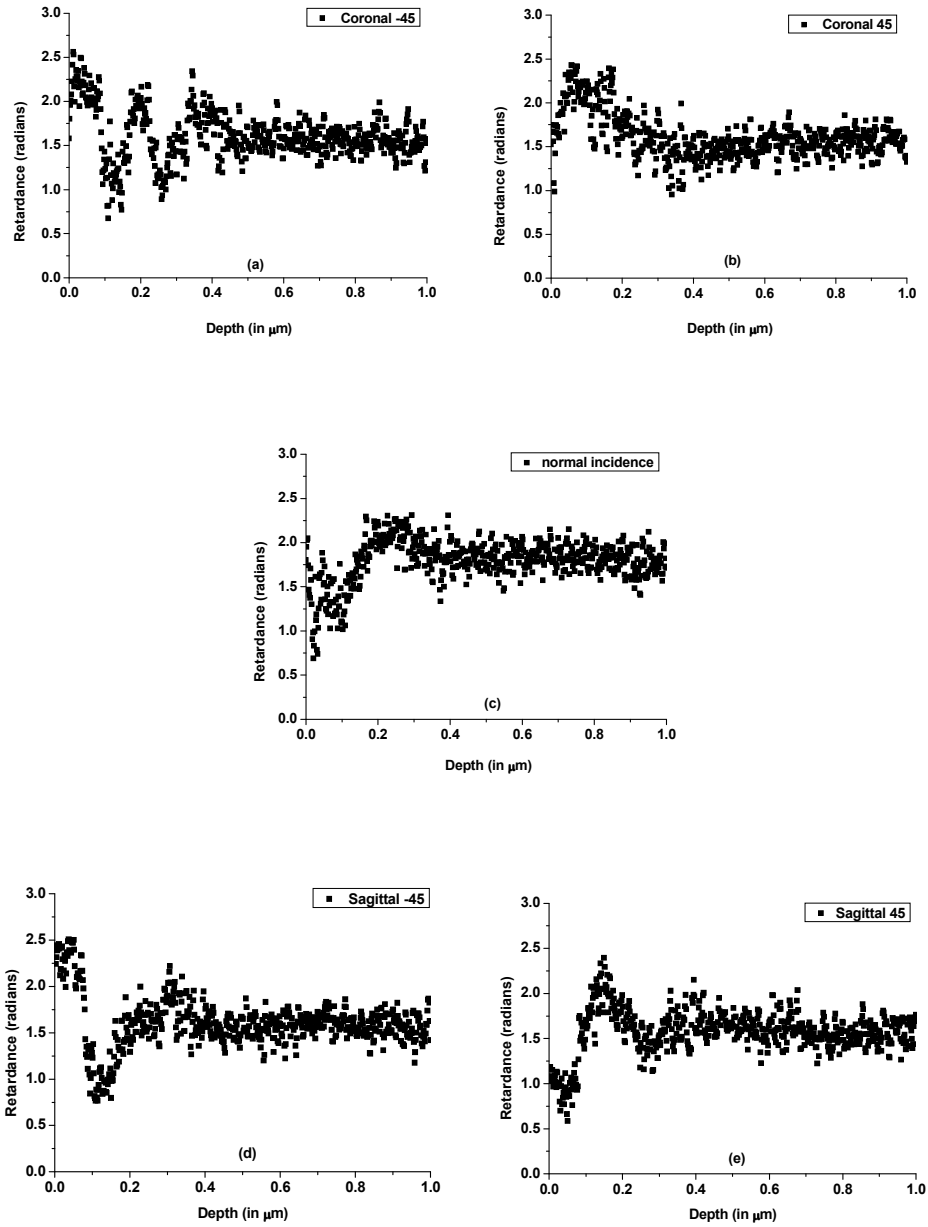 Coronal -45
3.0
2.5
2.0
1.5
1.0
0.5
0.0
Retardance (radians)
(a)
0.0 0.2 0.4 0.6 0.8 1.0
Depth (in μm)
Coronal 45
3.0
2.5
2.0
1.5
1.0
0.5
0.0
Retardance (radians)
(b)
0.0 0.2 0.4 0.6 0.8 1.0
Depth (in μm)
normal incidence
3.0
2.5
2.0
1.5
1.0
0.5
0.0
Retardance (radians)
(c)
0.0 0.2 0.4 0.6 0.8 1.0
Depth (in μm)
Sagittal -45
3.0
2.5
2.0
1.5
1.0
0.5
0.0
Retardance (radians)
(d)
0.0 0.2 0.4 0.6 0.8 1.0
Depth (in μm)
Sagittal 45
3.0
2.5
2.0
1.5
1.0
0.5
0.0
Retardance (radians)
(e)
0.0 0.2 0.4 0.6 0.8 1.0
Depth (in μm)